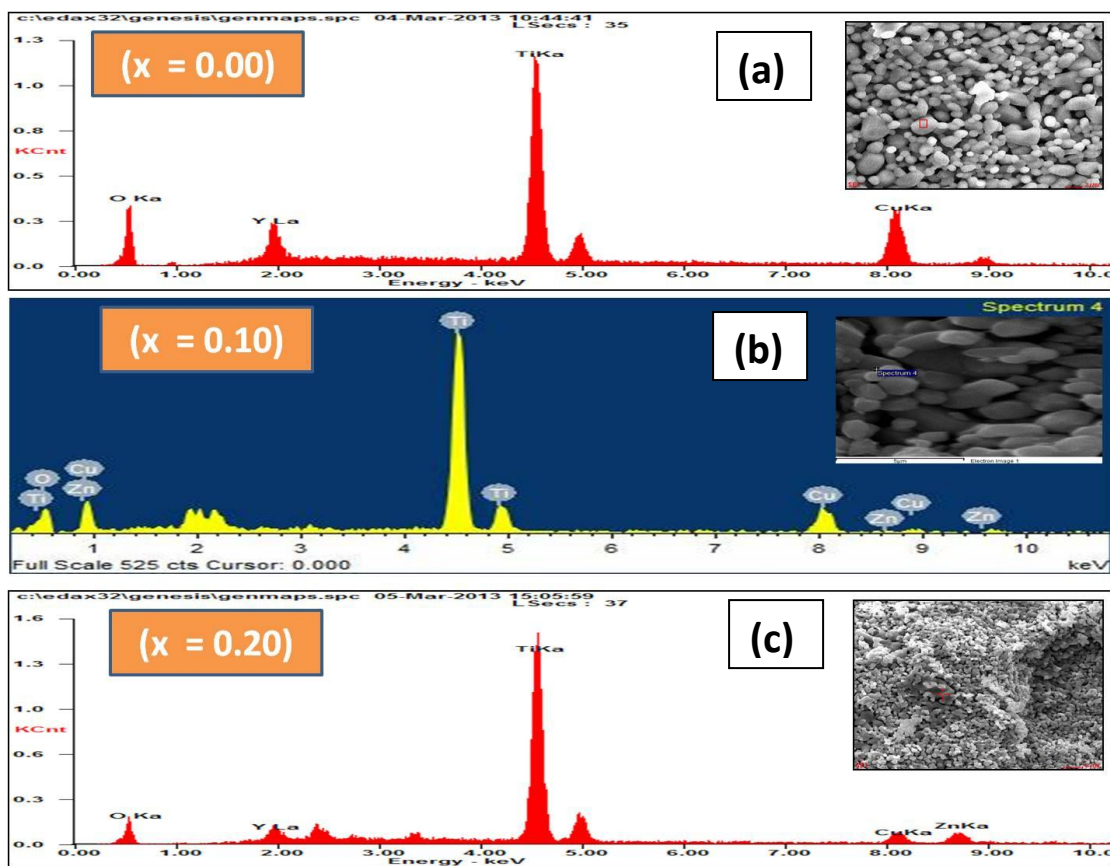 c:\edax32\genesis\genmaps.spc 04-Mar-2013 10:44:41
LSecs : 35
1.3
1.0
0.8
KCnt
0.5
0.3
0.0
(x = 0.00)
(a)
O Ka
Y La
TiKa
CuKa
0.00 1.00 2.00 3.00 4.00 5.00 6.00 7.00 8.00 9.00 10.0
Energy - keV
Spectrum 4
(x = 0.10)
(b)
Spectrum 4
5µm Electron Image 1
Ti
O
Ti
Cu
Zn
Ti
Cu
Zn
Cu
Zn
1 2 3 4 5 6 7 8 9 10
Full Scale 525 cts Cursor: 0.000 keV
c:\edax32\genesis\genmaps.spc 05-Mar-2013 15:05:59
LSecs : 37
1.6
1.3
1.0
KCnt
0.6
0.3
0.0
(x = 0.20)
(c)
O Ka
Y La
TiKa
CuKa
ZnKa
0.00 1.00 2.00 3.00 4.00 5.00 6.00 7.00 8.00 9.00 10.0
Energy - keV